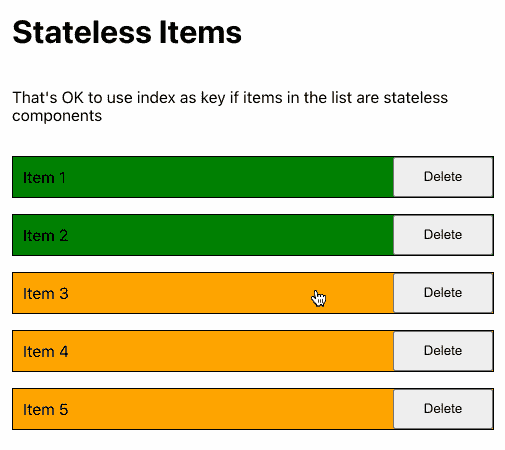 Stateless Items
That's OK to use index as key if items in the list are stateless
components
Item 1 Delete
Item 2 Delete
Item 3 Delete
Item 4 Delete
Item 5 Delete